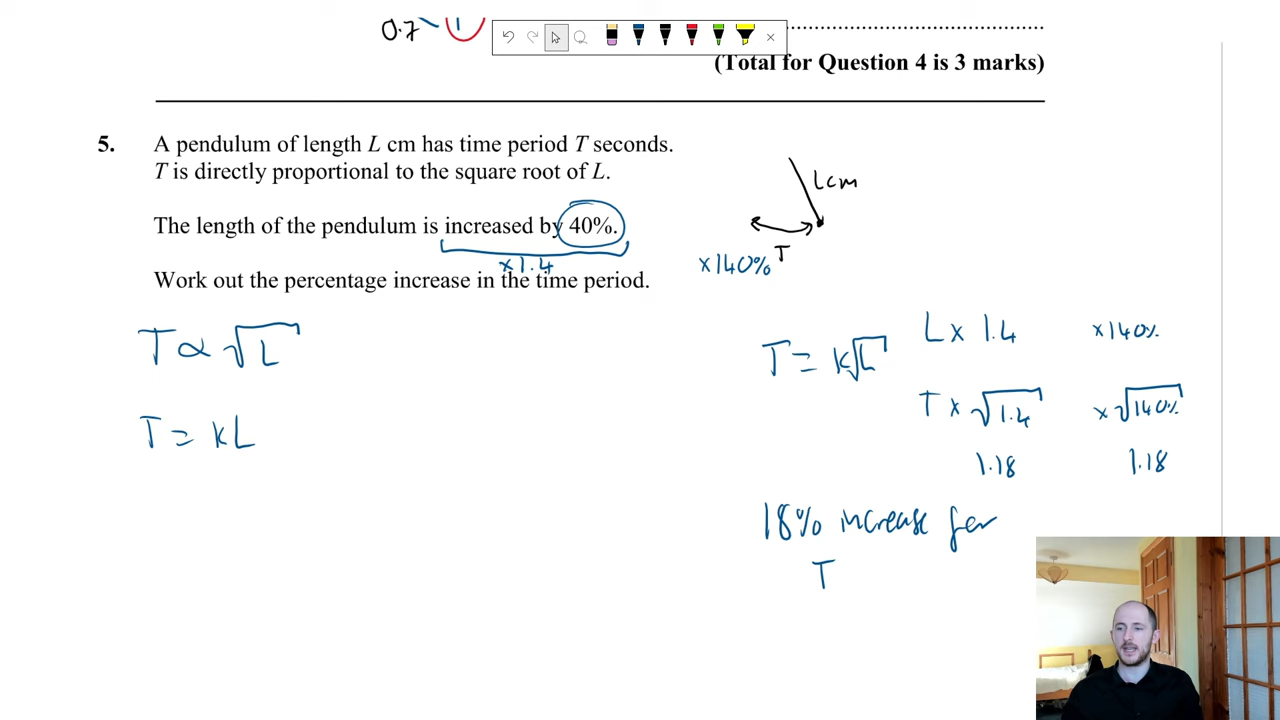 0.7
(Total for Question 4 is 3 marks)
5. A pendulum of length L cm has time period T seconds.
T is directly proportional to the square root of L.
The length of the pendulum is increased by 40%.
×1.4
Work out the percentage increase in the time period.
Lcm
T
×140%
T ∝ √L
T = kL
T = k√L
L × 1.4 ×140%
T × √1.4 ×√140%
1.18 1.18
18% increase for
T